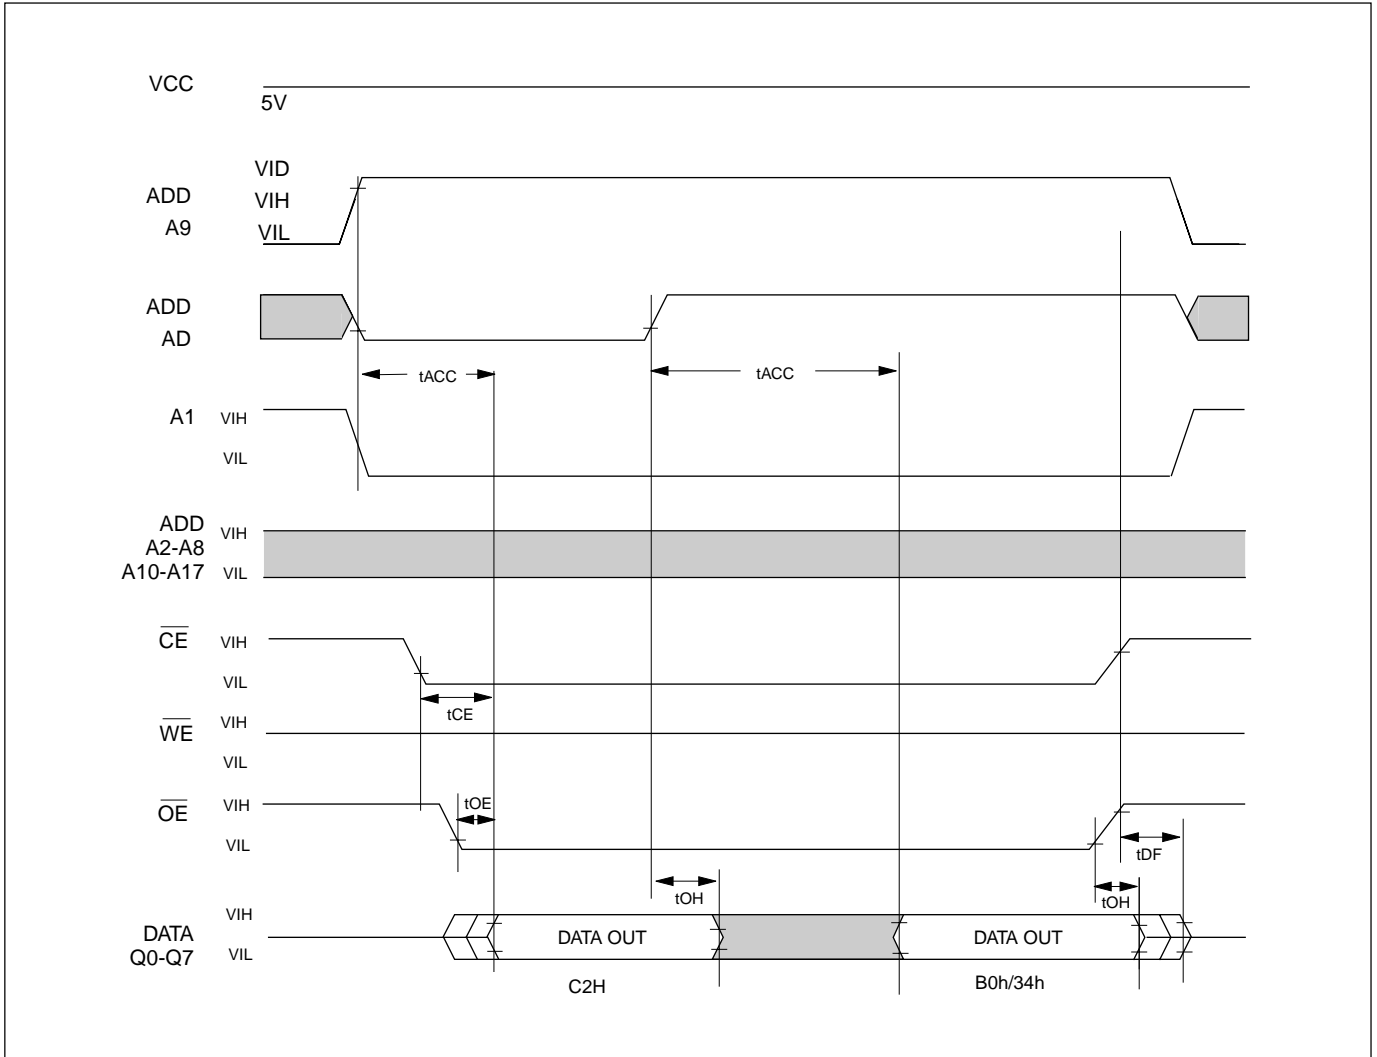 VCC
5V
ADD
A9
VID
VIH
VIL
ADD
AD
tACC
tACC
A1
VIH
VIL
ADD
A2-A8
A10-A17
VIH
VIL
CE
VIH
VIL
tCE
WE
VIH
VIL
OE
VIH
VIL
tOE
tDF
tOH
tOH
DATA
Q0-Q7
VIH
VIL
DATA OUT
DATA OUT
C2H
B0h/34h